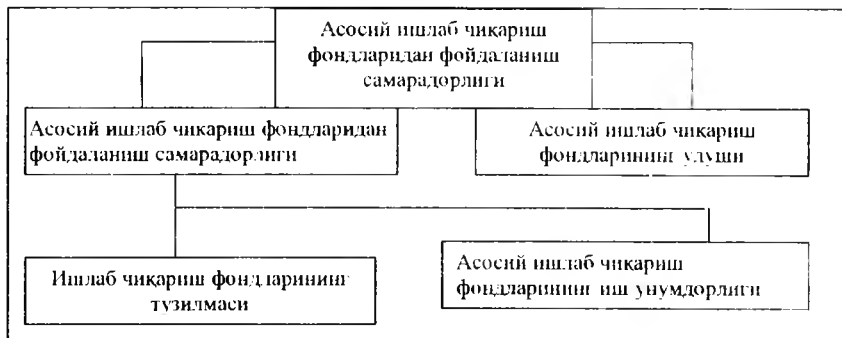 Асосий ишлаб чиқариш
фондларидан фойдаланиш
самарадорлиги
Асосий ишлаб чиқариш фондларидан
фойдаланиш самарадорлиги
Асосий ишлаб чиқариш
фондларининг улуши
Ишлаб чиқариш фондларининг
тузилмаси
Асосий ишлаб чиқариш
фондларининг иш унумдорлиги